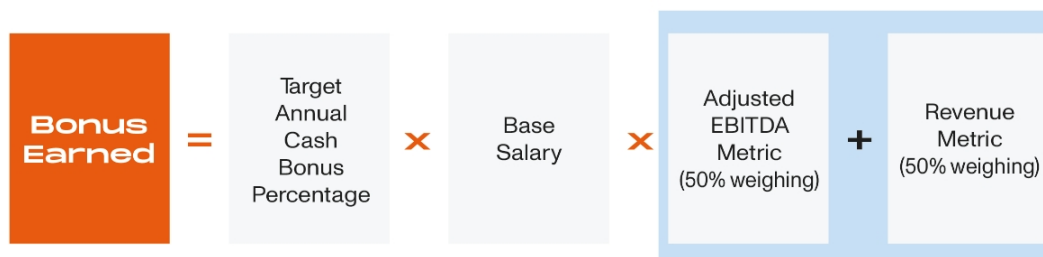 Bonus
Earned
=
Target
Annual
Cash
Bonus
Percentage
x
Base
Salary
x
Adjusted
EBITDA
Metric
(50% weighing)
+
Revenue
Metric
(50% weighing)